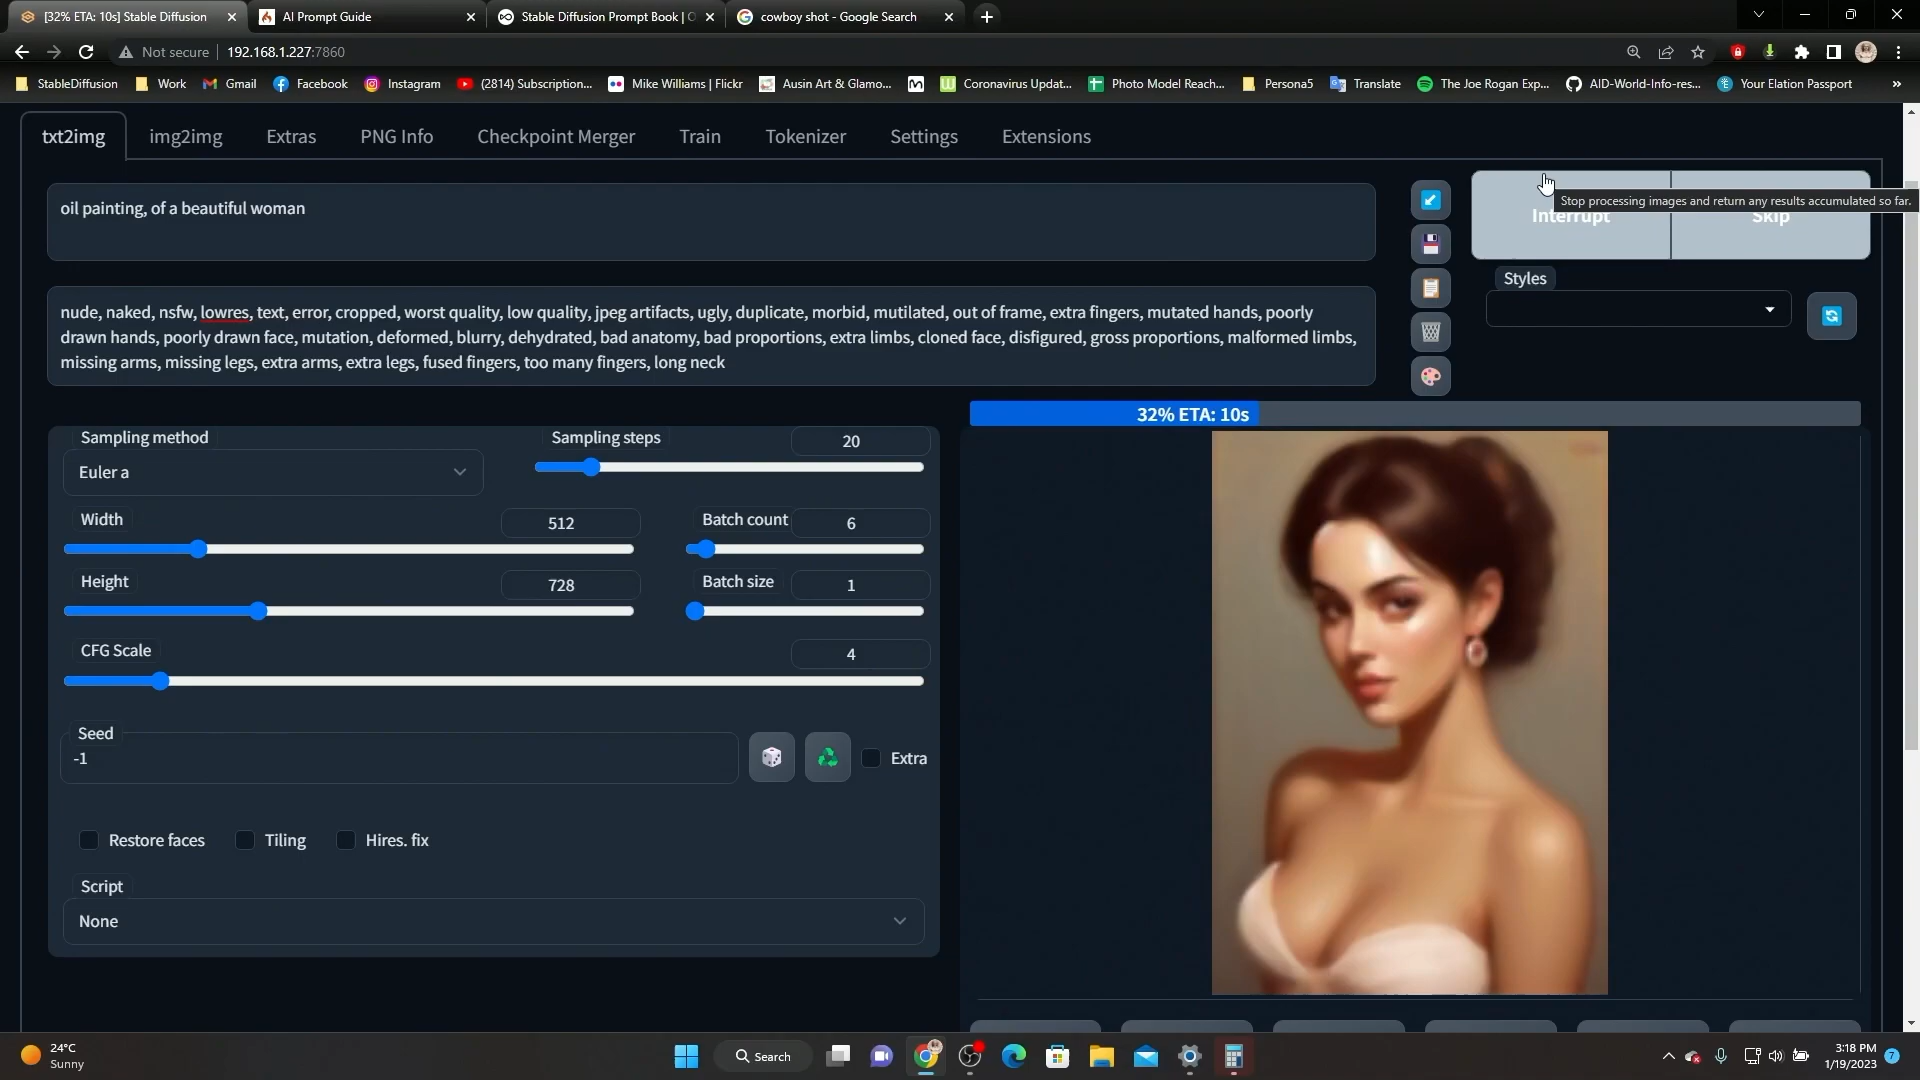 [32% ETA: 10s] Stable Diffusion
AI Prompt Guide
Stable Diffusion Prompt Book | O
cowboy shot - Google Search
Not secure
192.168.1.227:7860
StableDiffusion
Work
Gmail
Facebook
Instagram
(2814) Subscription...
Mike Williams | Flickr
Ausin Art & Glamo...
Coronavirus Updat...
Photo Model Reach...
Persona5
Translate
The Joe Rogan Exp...
AID-World-Info-res...
Your Elation Passport
»
txt2img
img2img
Extras
PNG Info
Checkpoint Merger
Train
Tokenizer
Settings
Extensions
oil painting, of a beautiful woman
Stop processing images and return any results accumulated so far.
Interrupt
Skip
Styles
nude, naked, nsfw, lowres, text, error, cropped, worst quality, low quality, jpeg artifacts, ugly, duplicate, morbid, mutilated, out of frame, extra fingers, mutated hands, poorly
drawn hands, poorly drawn face, mutation, deformed, blurry, dehydrated, bad anatomy, bad proportions, extra limbs, cloned face, disfigured, gross proportions, malformed limbs,
missing arms, missing legs, extra arms, extra legs, fused fingers, too many fingers, long neck
32% ETA: 10s
Sampling method
Euler a
Sampling steps
20
Width
512
Batch count
6
Height
728
Batch size
1
CFG Scale
4
Seed
-1
Extra
Restore faces
Tiling
Hires. fix
Script
None
24°C
Sunny
Search
3:18 PM
1/19/2023
7